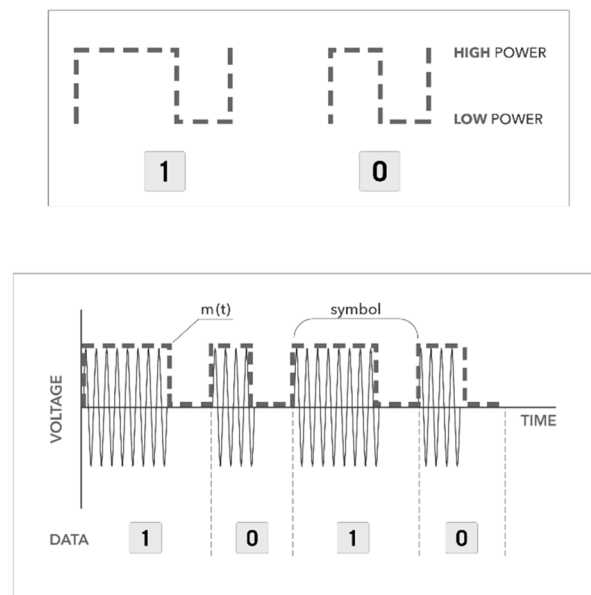 HIGH POWER
LOW POWER
1 0
m(t) symbol
VOLTAGE
TIME
DATA 1 0 1 0